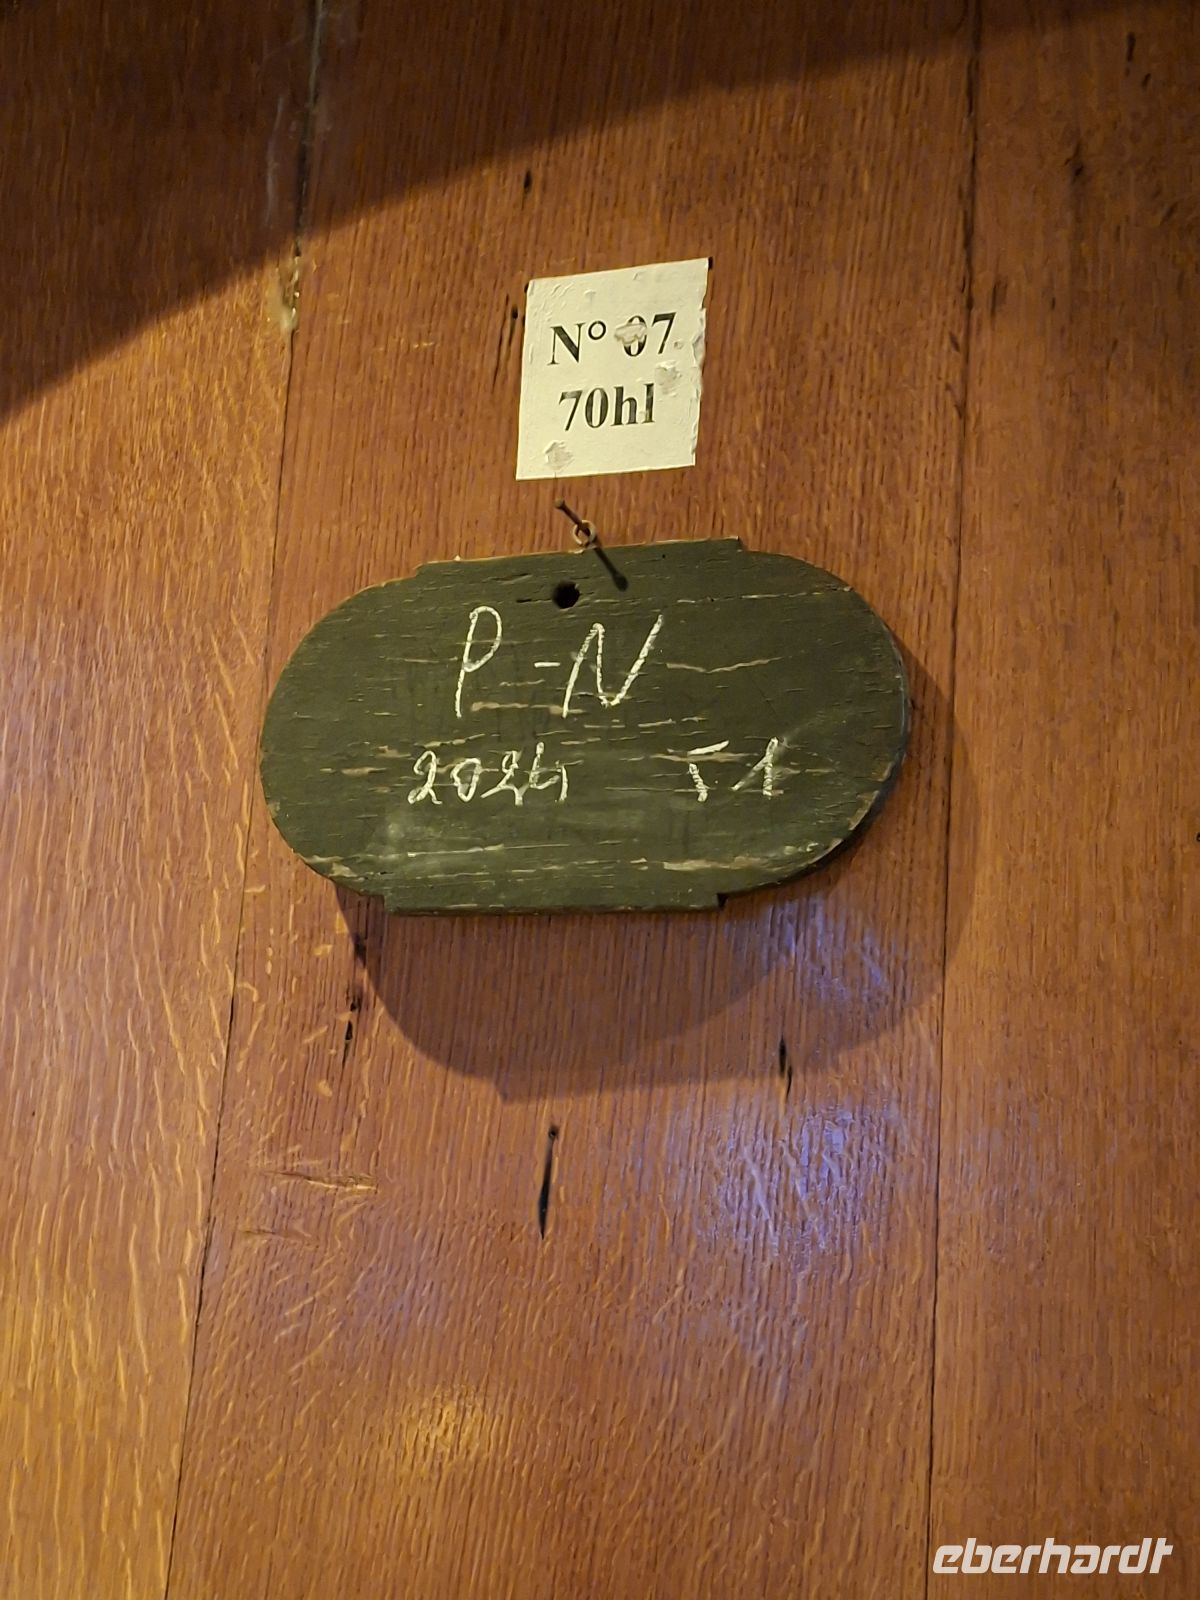 N° 07
70hl
P-N
2024 T1
eberhardt